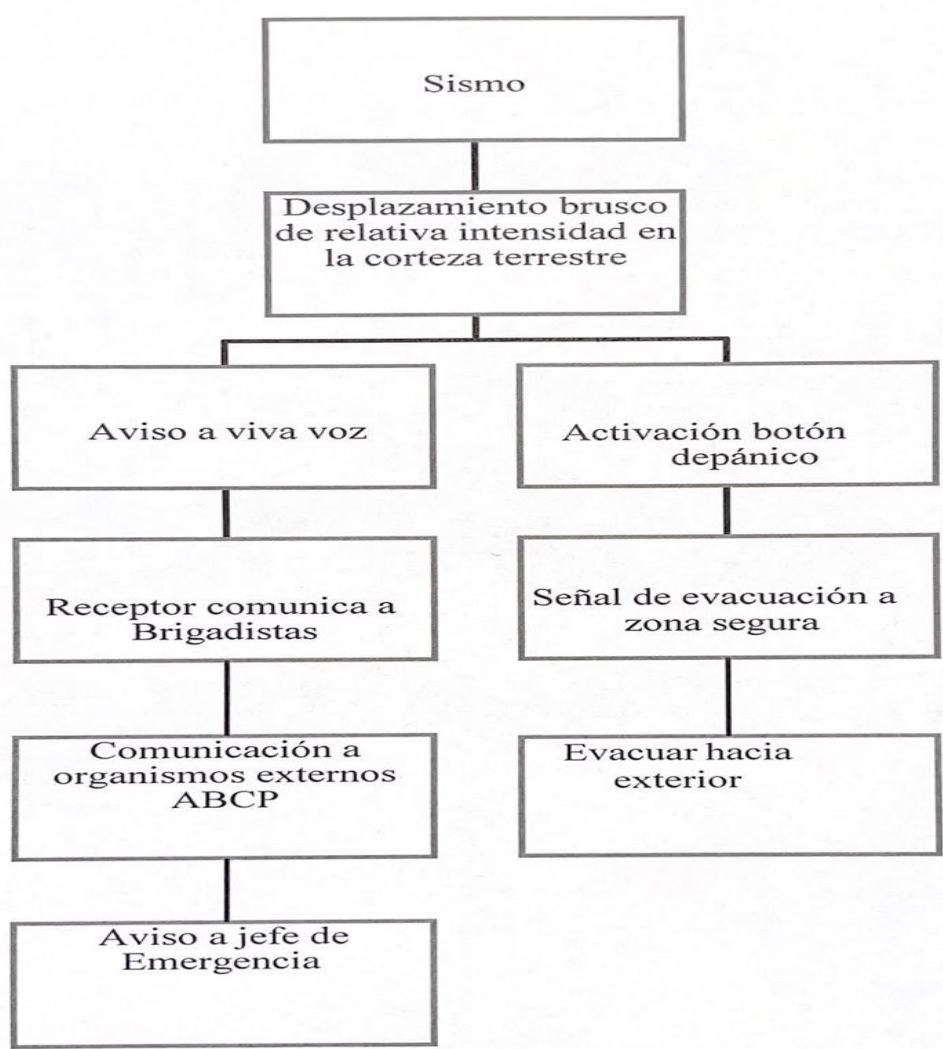 Sismo
Desplazamiento brusco
de relativa intensidad en
la corteza terrestre
Aviso a viva voz
Activación botón
depánico
Receptor comunica a
Brigadistas
Señal de evacuación a
zona segura
Comunicación a
organismos externos
ABCP
Evacuar hacia
exterior
Aviso a jefe de
Emergencia